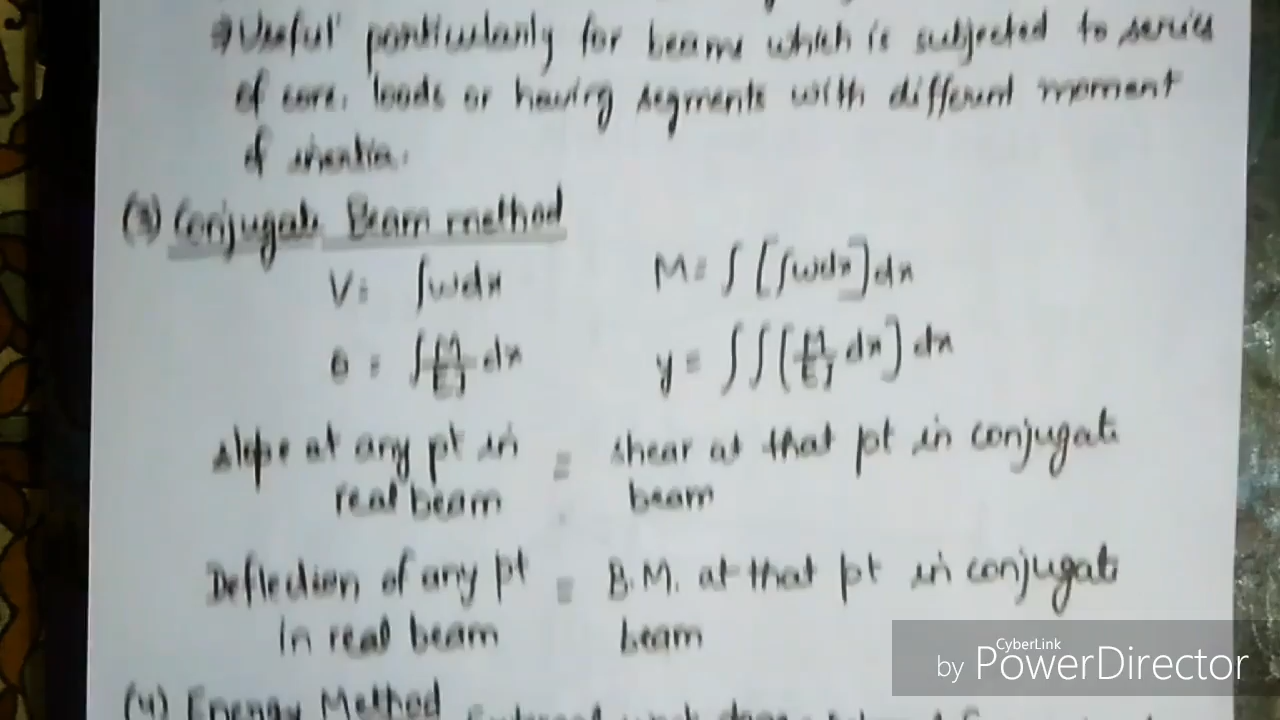 ⇒ Useful particularly for beams which is subjected to series
of conc. loads or having segments with different moment
of inertia.
(3) Conjugate Beam method
V = ∫wdx   M = ∫[∫wdx]dx
θ = ∫M/EI dx   y = ∫∫(M/EI dx] dx
slope at any pt in = shear at that pt in conjugate
real beam   beam
Deflection of any pt = B.M. at that pt in conjugate
in real beam   beam
(4) Energy Method
CyberLink
by PowerDirector